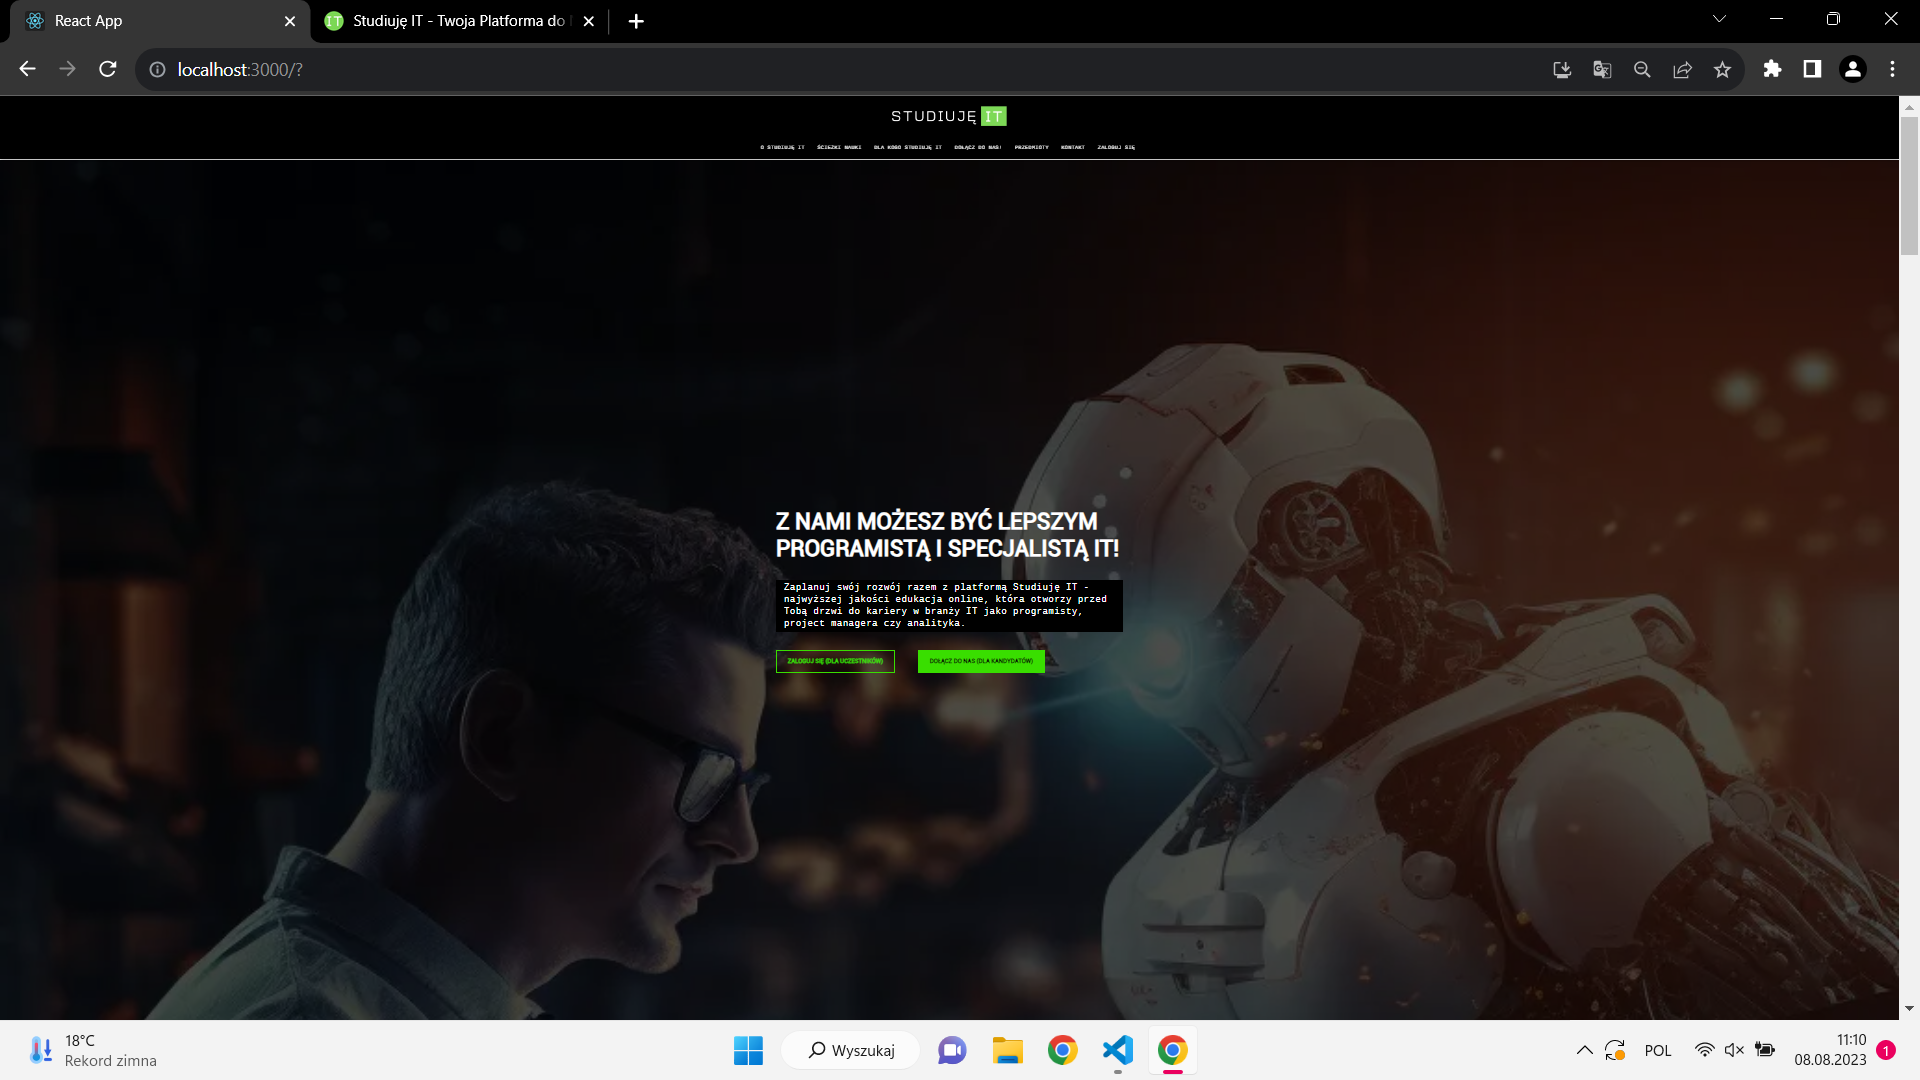 React App
Studiuję IT - Twoja Platforma do
localhost:3000/?
STUDIUJĘ IT
O STUDIUJĘ IT ŚCIEŻKI NAUKI DLA KOGO STUDIUJĘ IT DOŁĄCZ DO NAS! PRZEDMIOTY KONTAKT ZALOGUJ SIĘ
Z NAMI MOŻESZ BYĆ LEPSZYM
PROGRAMISTĄ I SPECJALISTĄ IT!
Zaplanuj swój rozwój razem z platformą Studiuję IT -
najwyższej jakości edukacja online, która otworzy przed
Tobą drzwi do kariery w branży IT jako programisty,
project managera czy analityka.
ZALOGUJ SIĘ (DLA UCZESTNIKÓW) DOŁĄCZ DO NAS (DLA KANDYDATÓW)
18°C
Rekord zimna
Wyszukaj
POL
11:10
08.08.2023
1